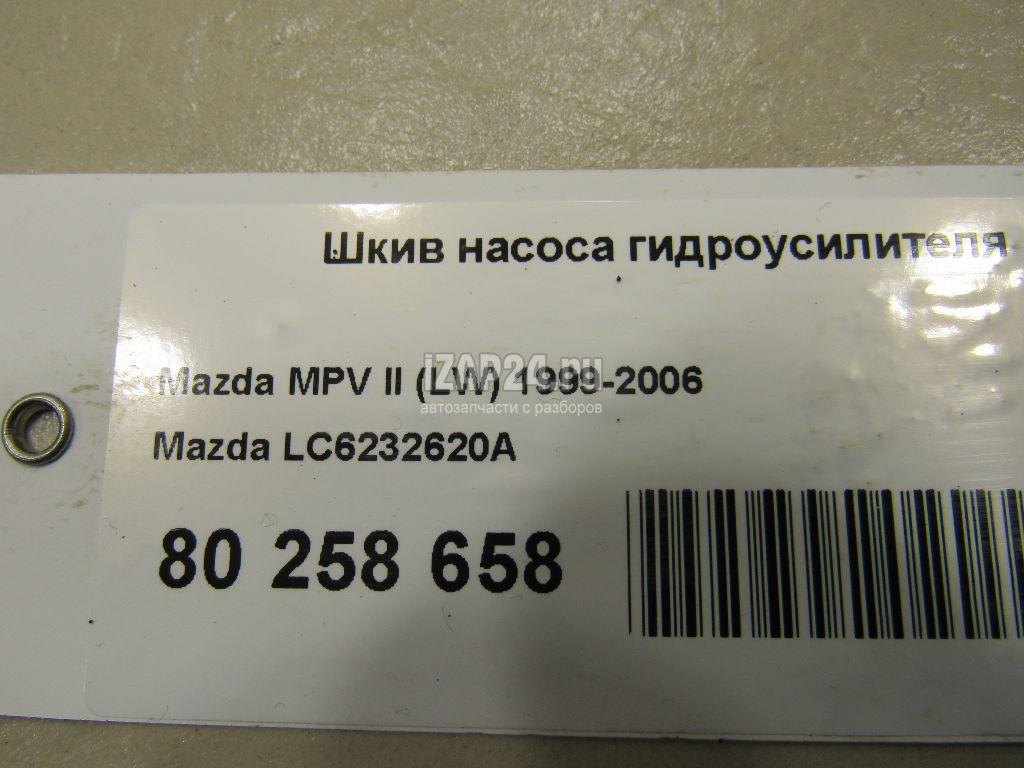 Шкив насоса гидроусилителя
Mazda MPV II (LW) 1999-2006
iZAP24.ru
автозапчасти с разборов
Mazda LC6232620A
80 258 658